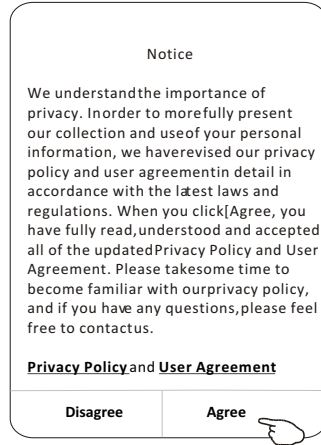 Notice
We understandthe importance of
privacy. Inorder to morefully present
our collection and useof your personal
information, we haverevised our privacy
policy and user agreementin detail in
accordance with the latest laws and
regulations. When you click[Agree, you
have fully read,understood and accepted
all of the updatedPrivacy Policy and User
Agreement. Please takesome time to
become familiar with ourprivacy policy,
and if you have any questions,please feel
free to contactus.
Privacy Policy and User Agreement
Disagree Agree